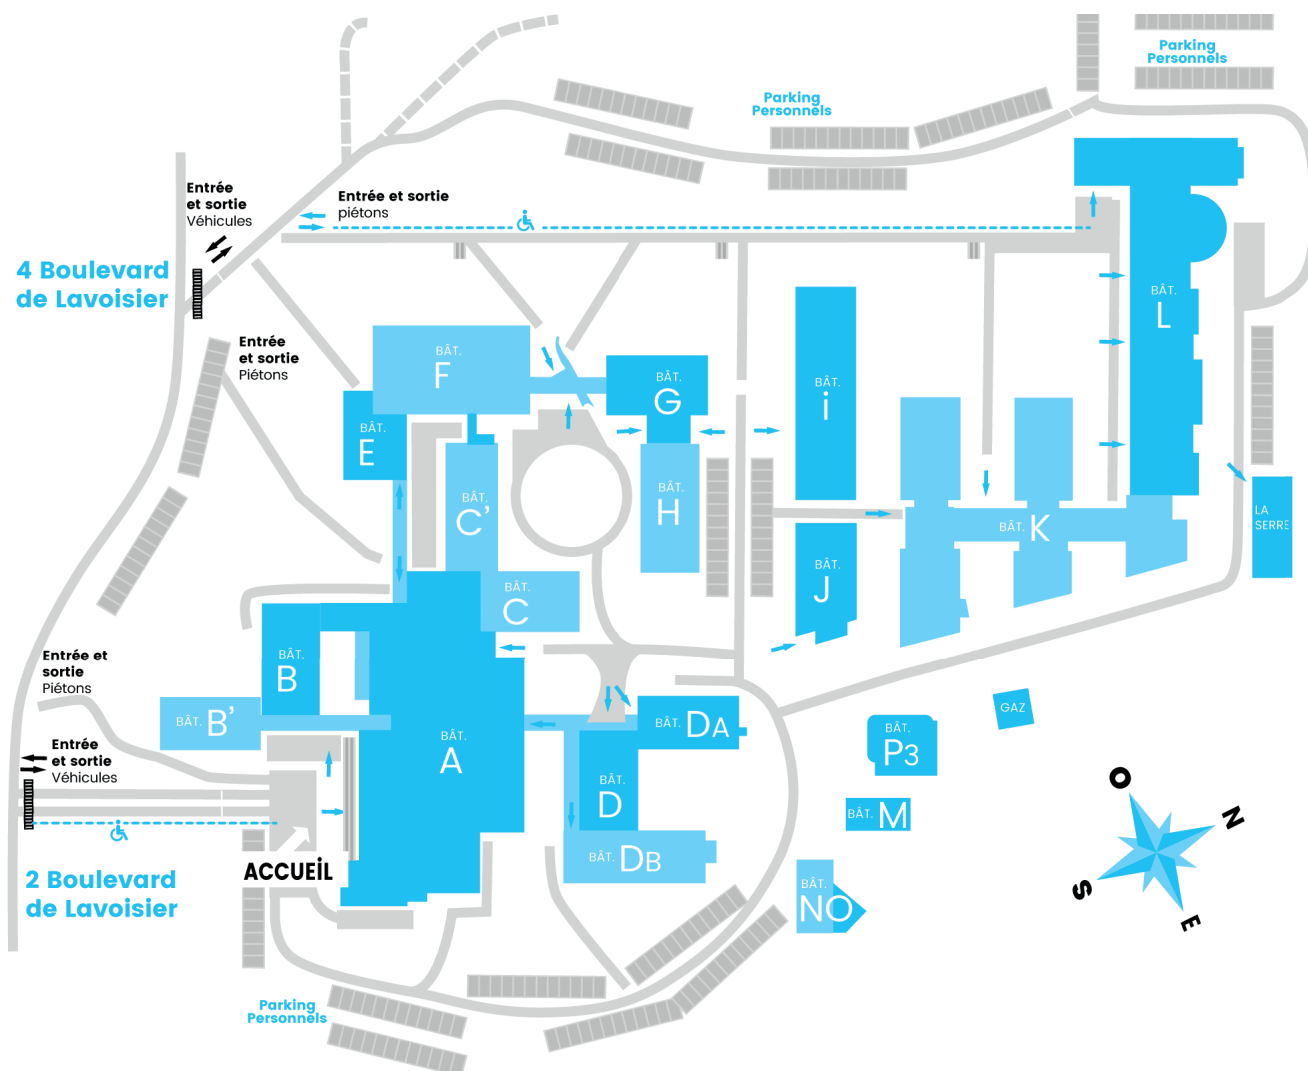 Parking
Personnels
Parking
Personnels
Entrée
et sortie
Véhicules
Entrée et sortie
piétons
4 Boulevard
de Lavoisier
BÂT.
L
Entrée
et sortie
Piétons
BÂT.
F
BÂT.
G
BÂT.
i
BÂT.
E
BÂT.
C’
BÂT.
H
BÂT. K
LA
SERRE
BÂT.
J
BÂT.
C
Entrée et
sortie
Piétons
BÂT.
B
BÂT. B’
BÂT.
A
BÂT. DA
GAZ
BÂT.
P3
Entrée
et sortie
Véhicules
BÂT.
D
BÂT. M
O
N
S
E
BÂT. DB
ACCUEiL
2 Boulevard
de Lavoisier
BÂT.
NO
Parking
Personnels